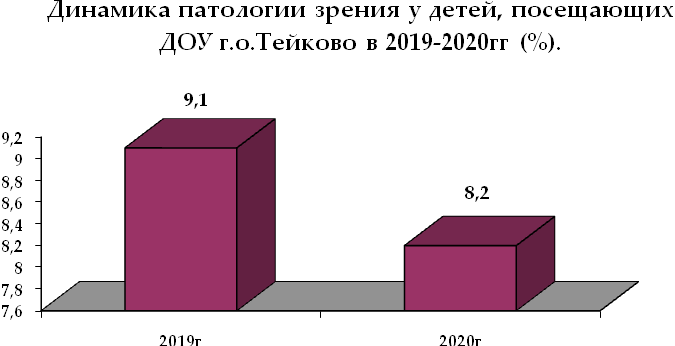 Динамика патологии зрения у детей, посещающих
ДОУ г.о.Тейково в 2019-2020гг (%).
9,1
9,2
9
8,8
8,6
8,4
8,2
8
7,8
7,6
8,2
2019г
2020г